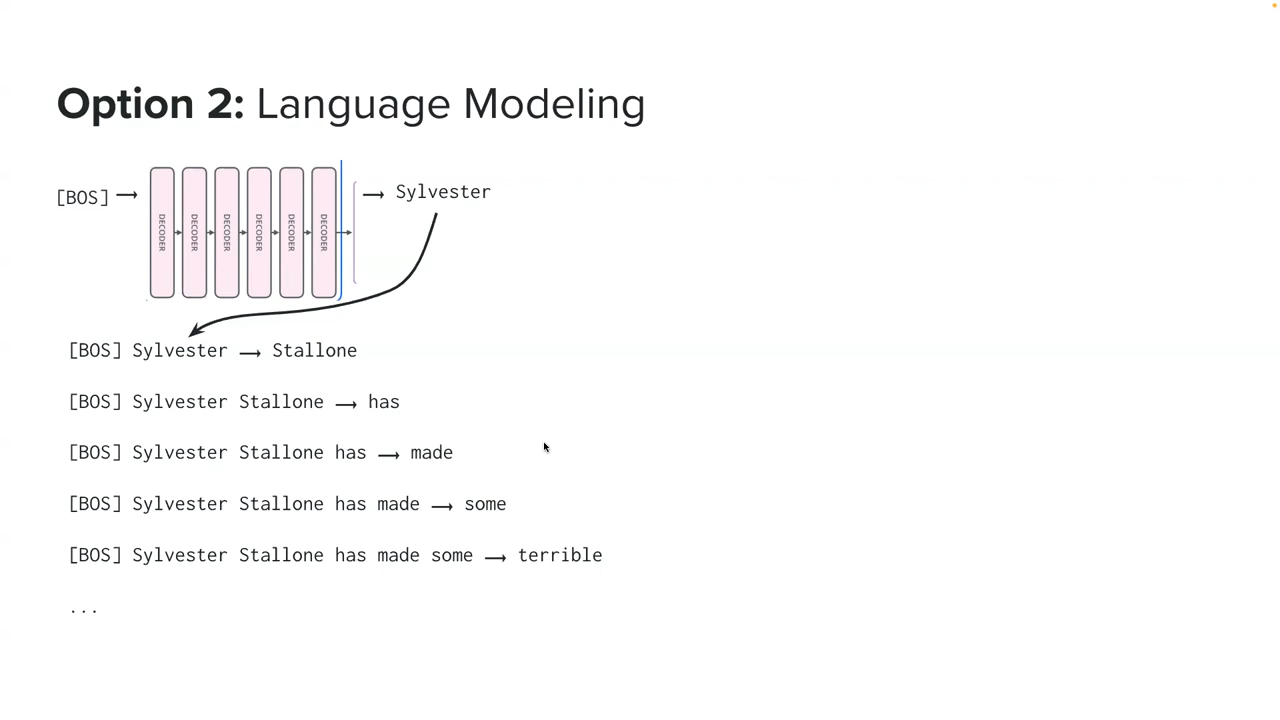 Option 2: Language Modeling
[BOS] → Sylvester
DECODER
DECODER
DECODER
DECODER
DECODER
DECODER
[BOS] Sylvester → Stallone
[BOS] Sylvester Stallone → has
[BOS] Sylvester Stallone has → made
[BOS] Sylvester Stallone has made → some
[BOS] Sylvester Stallone has made some → terrible
...